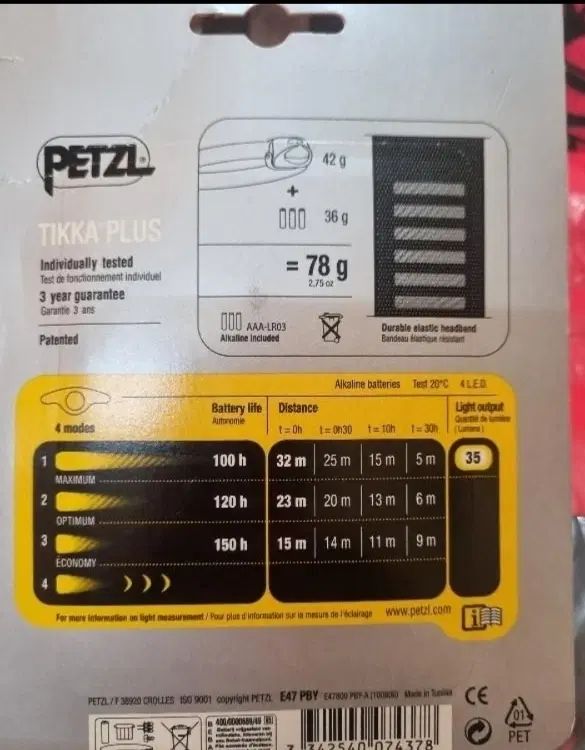 PETZL
TIKKA PLUS
Individually tested
Test de fonctionnement individuel
3 year guarantee
Garantie 3 ans
Patented
42 g
+
36 g
= 78 g
2,75 oz
AAA-LR03
Alkaline included
Durable elastic headband
Bandeau élastique résistant
Alkaline batteries Test 20°C 4 L.E.D.
4 modes
Battery life
Autonomie
Distance
t = 0h t = 0h30 t = 10h t = 30h
Light output
Quantité de lumière
(Lumens)
1 100 h 32 m 25 m 15 m 5 m 35
MAXIMUM
2 120 h 23 m 20 m 13 m 6 m
OPTIMUM
3 150 h 15 m 14 m 11 m 9 m
ECONOMY
4
For more information on light measurement / Pour plus d'information sur la mesure de l'éclairage www.petzl.com
i
PETZL / F 38920 CROLLES ISO 9001 copyright PETZL E47 PBY Made in Tunisia CE
01
PET
3 342540 074378